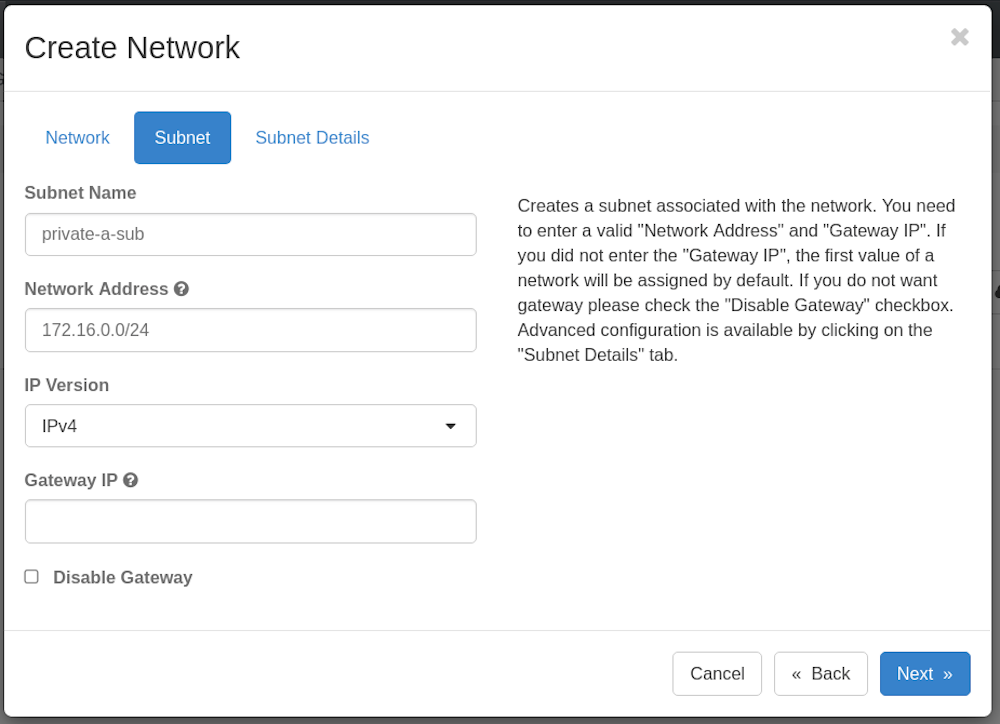 Create Network
Network
Subnet
Subnet Details
Subnet Name
private-a-sub
Network Address
172.16.0.0/24
IP Version
IPv4
Gateway IP
Disable Gateway
Creates a subnet associated with the network. You need
to enter a valid "Network Address" and "Gateway IP". If
you did not enter the "Gateway IP", the first value of a
network will be assigned by default. If you do not want
gateway please check the "Disable Gateway" checkbox.
Advanced configuration is available by clicking on the
"Subnet Details" tab.
Cancel
« Back
Next »